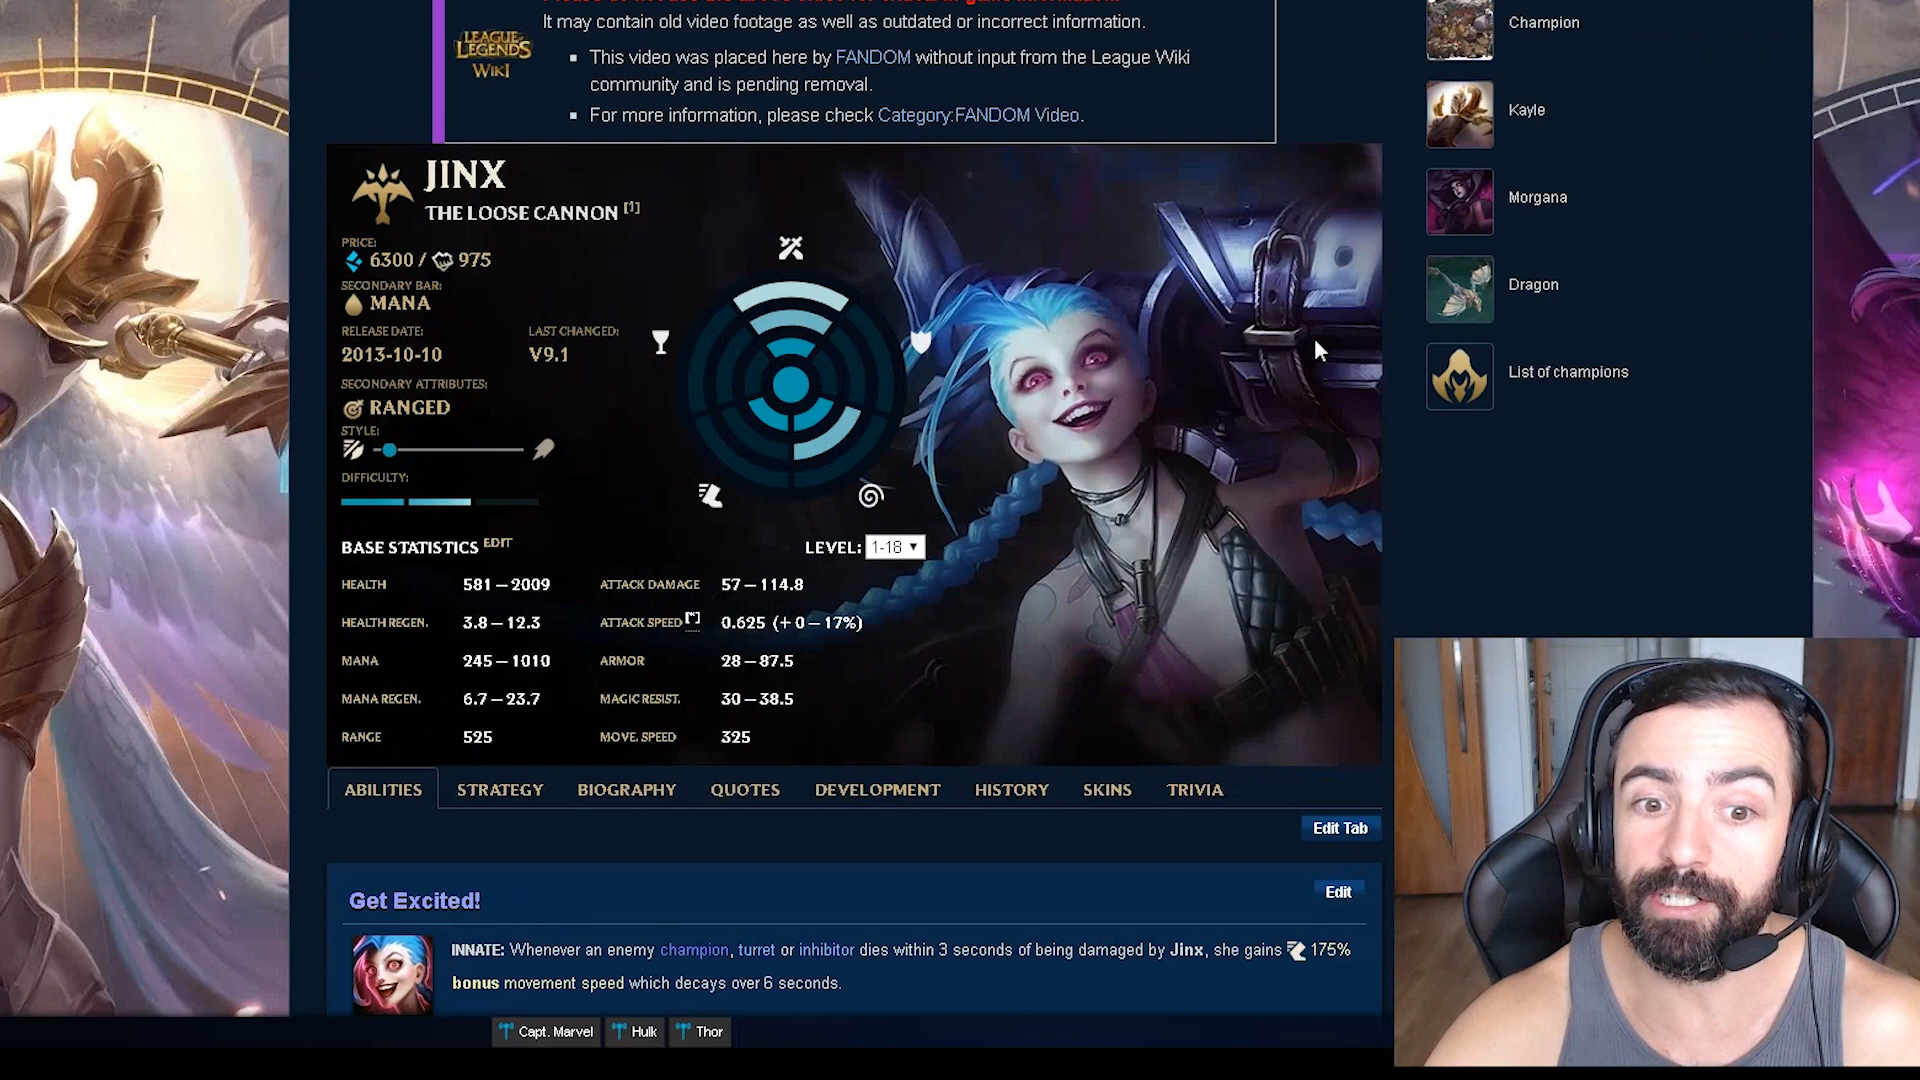 It may contain old video footage as well as outdated or incorrect information.
LEAGUE
LEGENDS
WIKI
This video was placed here by FANDOM without input from the League Wiki
community and is pending removal.
For more information, please check Category:FANDOM Video.
Champion
Kayle
Morgana
Dragon
List of champions
JINX
THE LOOSE CANNON [1]
PRICE:
6300 / 975
SECONDARY BAR:
MANA
RELEASE DATE: LAST CHANGED:
2013-10-10 V9.1
SECONDARY ATTRIBUTES:
RANGED
STYLE:
DIFFICULTY:
BASE STATISTICS EDIT LEVEL: 1-18
HEALTH 581 – 2009 ATTACK DAMAGE 57 – 114.8
HEALTH REGEN. 3.8 – 12.3 ATTACK SPEED [*] 0.625 (+ 0 – 17%)
MANA 245 – 1010 ARMOR 28 – 87.5
MANA REGEN. 6.7 – 23.7 MAGIC RESIST. 30 – 38.5
RANGE 525 MOVE. SPEED 325
ABILITIES STRATEGY BIOGRAPHY QUOTES DEVELOPMENT HISTORY SKINS TRIVIA
Edit Tab
Get Excited! Edit
INNATE: Whenever an enemy champion, turret or inhibitor dies within 3 seconds of being damaged by Jinx, she gains 175%
bonus movement speed which decays over 6 seconds.
Capt. Marvel Hulk Thor